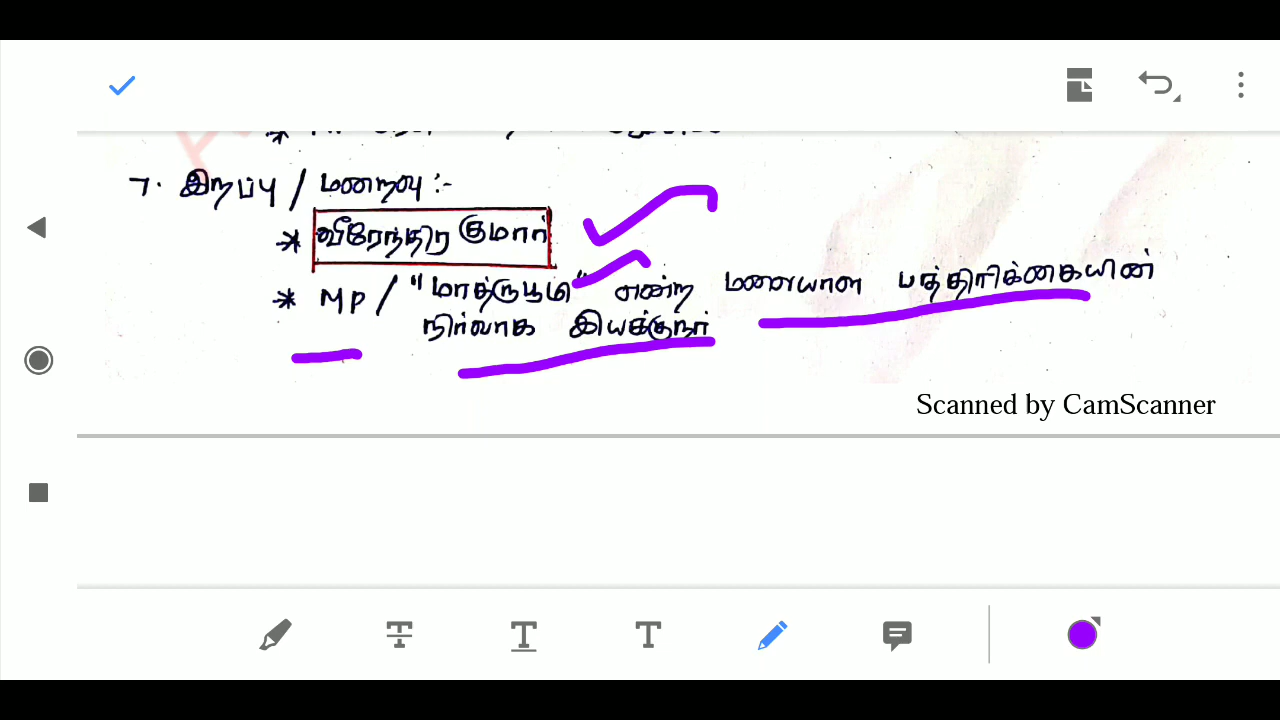 7. இறப்பு / மறைவு :-
* வீரேந்திர குமார்
* MP / "மாத்ருபூமி" என்ற மலையாள பத்திரிக்கையின்
நிர்வாக இயக்குநர்
Scanned by CamScanner